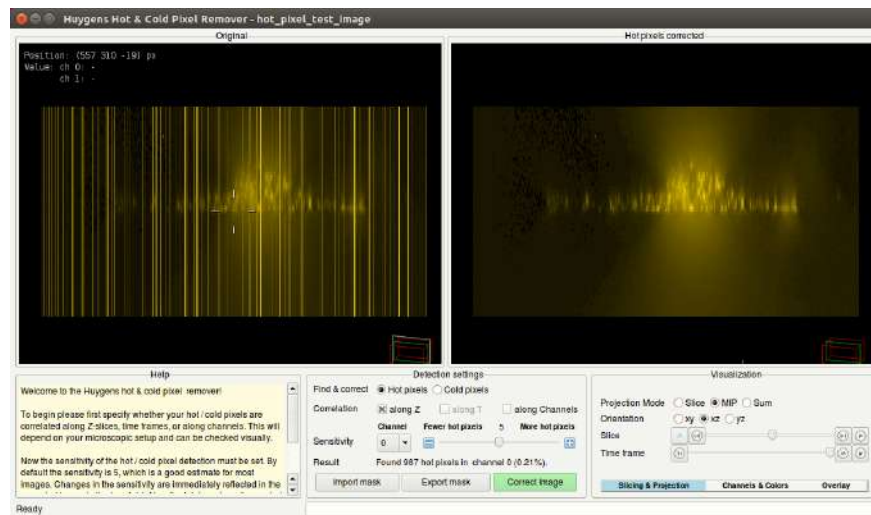 Huygens Hot & Cold Pixel Remover - hot_pixel_test_image
Original
Hot pixels corrected
Position: (557 310 -19) px
Value: ch 0: -
ch 1: -
Help
Welcome to the Huygens hot & cold pixel remover!
To begin please first specify whether your hot / cold pixels are
correlated along Z-slices, time frames, or along channels. This will
depend on your microscopic setup and can be checked visually.
Now the sensitivity of the hot / cold pixel detection must be set. By
default the sensitivity is 5, which is a good estimate for most
images. Changes in the sensitivity are immediately reflected in the
Detection settings
Find & correct Hot pixels Cold pixels
Correlation along Z along T along Channels
Channel Fewer hot pixels 5 More hot pixels
Sensitivity 0
Result Found 987 hot pixels in channel 0 (0.21%).
Import mask Export mask Correct image
Visualization
Projection Mode Slice MIP Sum
Orientation xy xz yz
Slice
Time frame
Slicing & Projection Channels & Colors Overlay
Ready